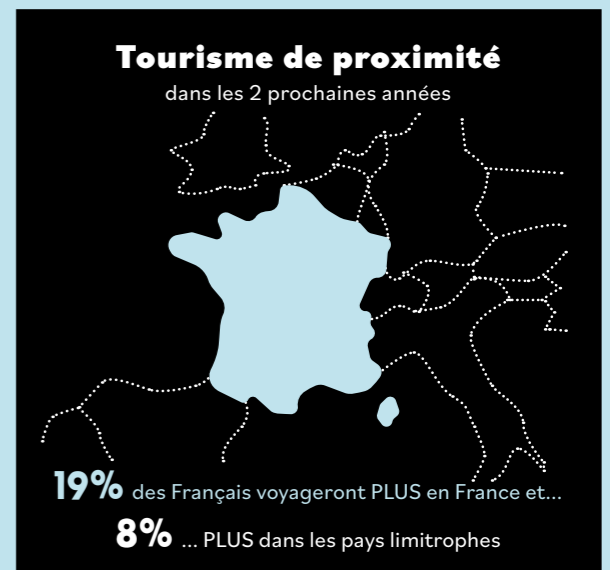 Tourisme de proximité
dans les 2 prochaines années
19% des Français voyageront PLUS en France et...
8% ... PLUS dans les pays limitrophes